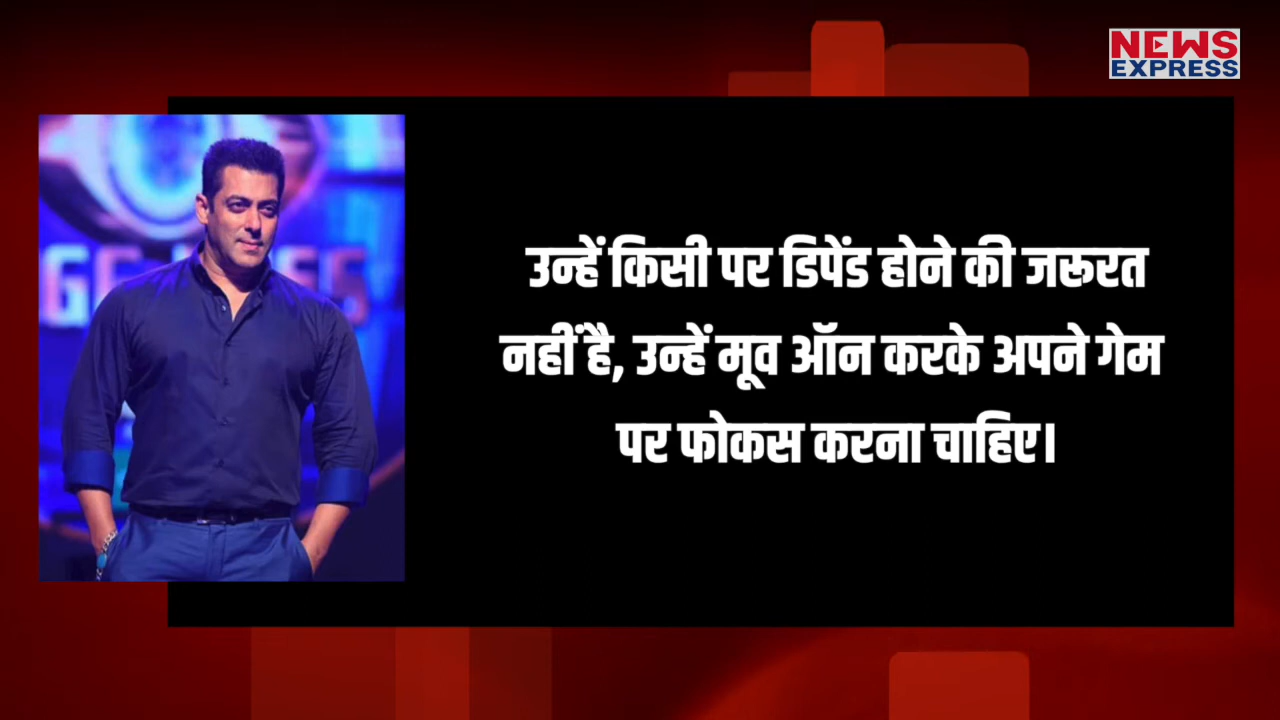 NEWS
EXPRESS
उन्हें किसी पर डिपेंड होने की जरूरत
नहीं है, उन्हें मूव ऑन करके अपने गेम
पर फोकस करना चाहिए।